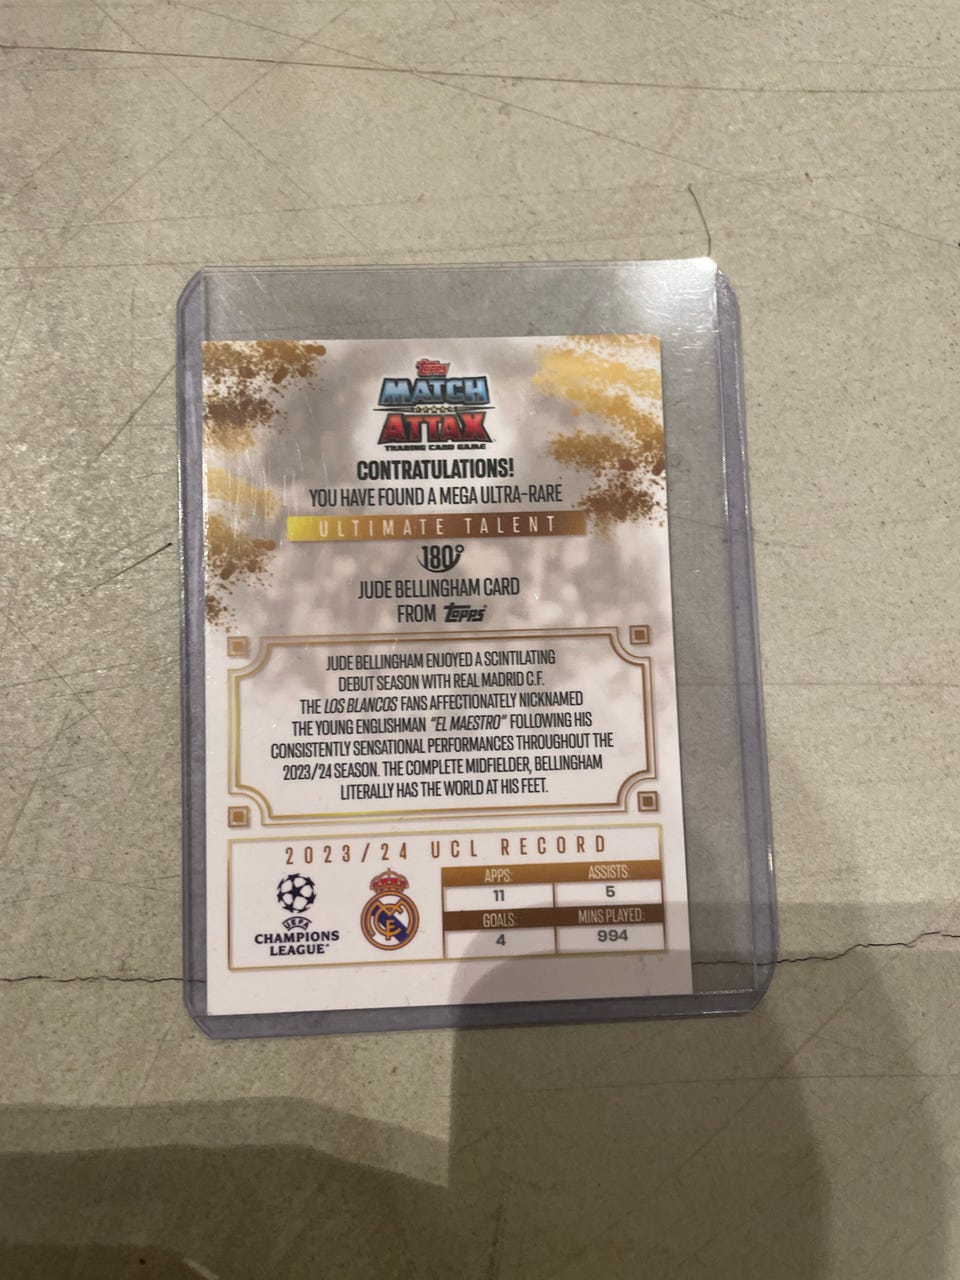 Topps
MATCH
ATTAX
TRADING CARD GAME
CONTRATULATIONS!
YOU HAVE FOUND A MEGA ULTRA-RARE
ULTIMATE TALENT
180°
JUDE BELLINGHAM CARD
FROM Topps
JUDE BELLINGHAM ENJOYED A SCINTILATING
DEBUT SEASON WITH REAL MADRID C.F.
THE LOS BLANCOS FANS AFFECTIONATELY NICKNAMED
THE YOUNG ENGLISHMAN "EL MAESTRO" FOLLOWING HIS
CONSISTENTLY SENSATIONAL PERFORMANCES THROUGHOUT THE
2023/24 SEASON. THE COMPLETE MIDFIELDER, BELLINGHAM
LITERALLY HAS THE WORLD AT HIS FEET.
2023/24 UCL RECORD
UEFA
CHAMPIONS
LEAGUE
APPS: ASSISTS:
11 5
GOALS: MINS PLAYED:
4 994